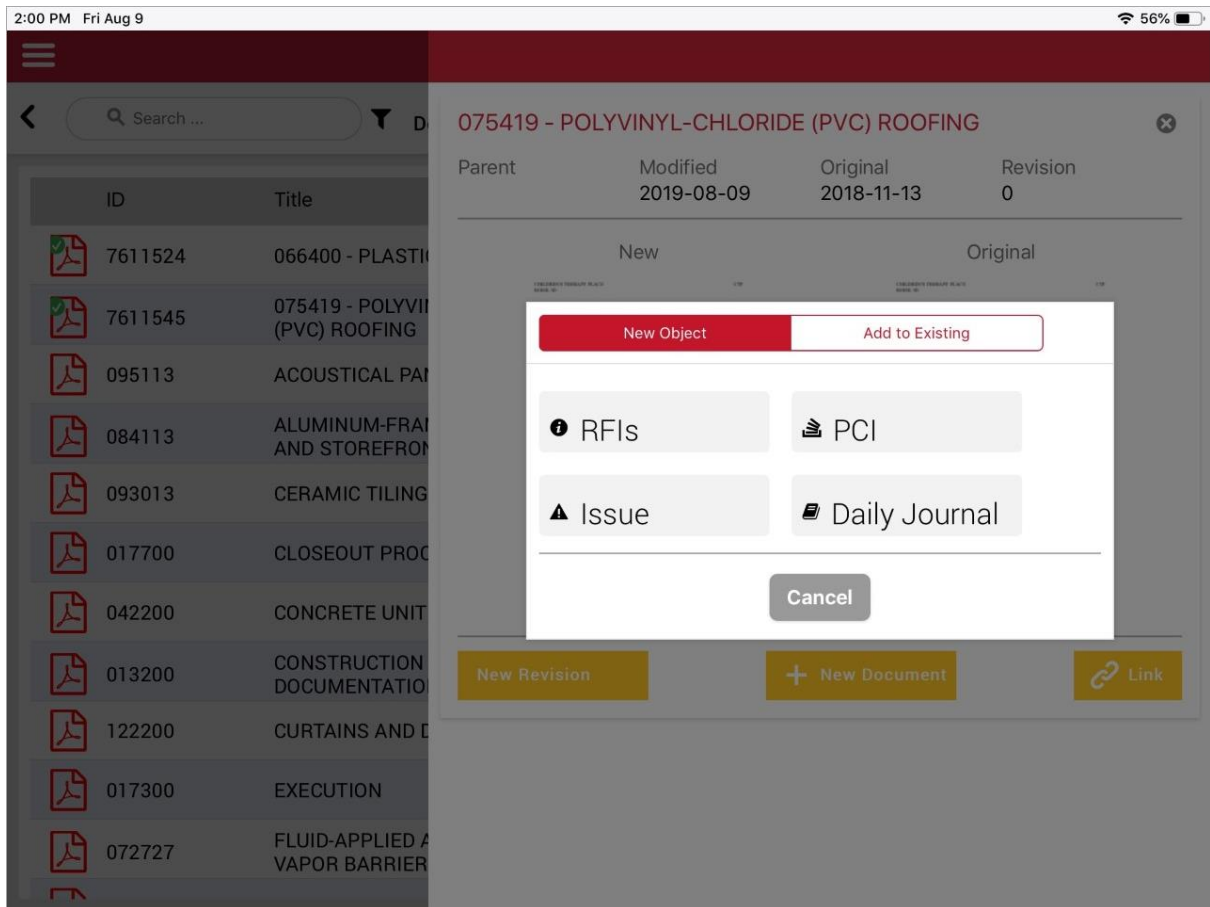 2:00 PM Fri Aug 9
56%
Search ...
D
ID Title
7611524 066400 - PLASTI
7611545 075419 - POLYVI
(PVC) ROOFING
095113 ACOUSTICAL PA
084113 ALUMINUM-FRA
AND STOREFRO
093013 CERAMIC TILING
017700 CLOSEOUT PROC
042200 CONCRETE UNIT
013200 CONSTRUCTION
DOCUMENTATIO
122200 CURTAINS AND D
017300 EXECUTION
072727 FLUID-APPLIED A
VAPOR BARRIER
075419 - POLYVINYL-CHLORIDE (PVC) ROOFING
Parent Modified Original Revision
2019-08-09 2018-11-13 0
New Original
New Object Add to Existing
RFIs PCI
Issue Daily Journal
Cancel
New Revision New Document Link